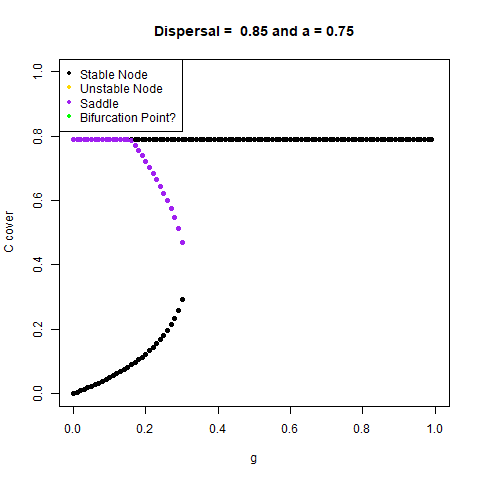 Dispersal =  0.85 and a = 0.75
Stable Node
Unstable Node
Saddle
Bifurcation Point?
C cover
1.0
0.8
0.6
0.4
0.2
0.0
0.0 0.2 0.4 0.6 0.8 1.0
g